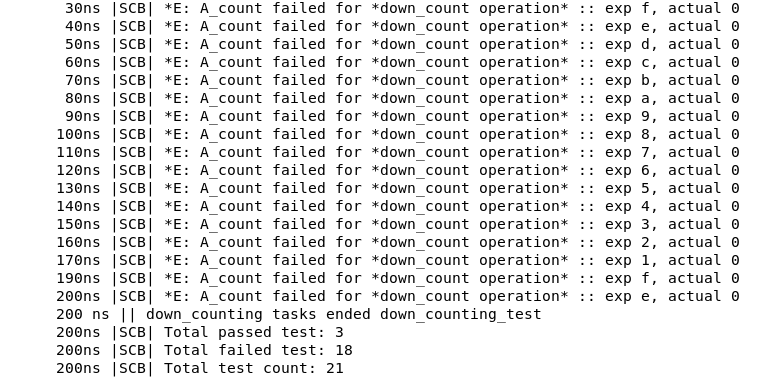 30ns |SCB| *E: A_count failed for *down_count operation* :: exp f, actual 0
40ns |SCB| *E: A_count failed for *down_count operation* :: exp e, actual 0
50ns |SCB| *E: A_count failed for *down_count operation* :: exp d, actual 0
60ns |SCB| *E: A_count failed for *down_count operation* :: exp c, actual 0
70ns |SCB| *E: A_count failed for *down_count operation* :: exp b, actual 0
80ns |SCB| *E: A_count failed for *down_count operation* :: exp a, actual 0
90ns |SCB| *E: A_count failed for *down_count operation* :: exp 9, actual 0
100ns |SCB| *E: A_count failed for *down_count operation* :: exp 8, actual 0
110ns |SCB| *E: A_count failed for *down_count operation* :: exp 7, actual 0
120ns |SCB| *E: A_count failed for *down_count operation* :: exp 6, actual 0
130ns |SCB| *E: A_count failed for *down_count operation* :: exp 5, actual 0
140ns |SCB| *E: A_count failed for *down_count operation* :: exp 4, actual 0
150ns |SCB| *E: A_count failed for *down_count operation* :: exp 3, actual 0
160ns |SCB| *E: A_count failed for *down_count operation* :: exp 2, actual 0
170ns |SCB| *E: A_count failed for *down_count operation* :: exp 1, actual 0
190ns |SCB| *E: A_count failed for *down_count operation* :: exp f, actual 0
200ns |SCB| *E: A_count failed for *down_count operation* :: exp e, actual 0
200 ns || down_counting tasks ended down_counting_test
200ns |SCB| Total passed test: 3
200ns |SCB| Total failed test: 18
200ns |SCB| Total test count: 21